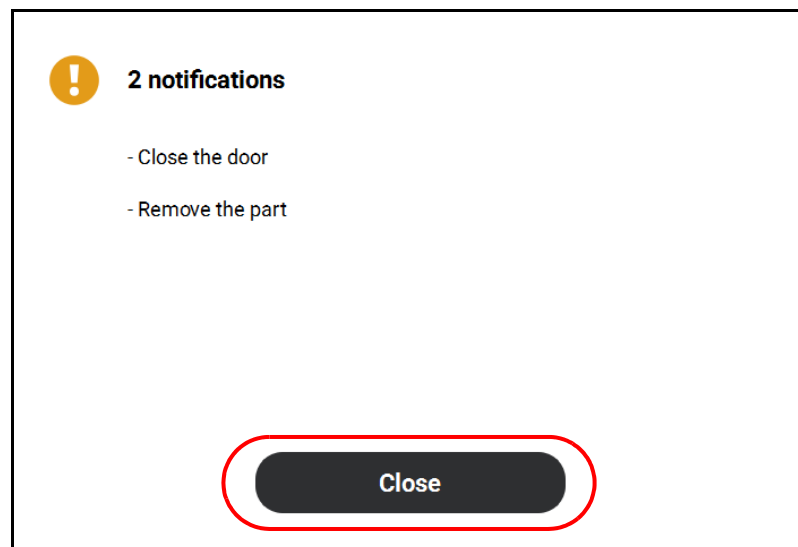 2 notifications
- Close the door
- Remove the part
Close